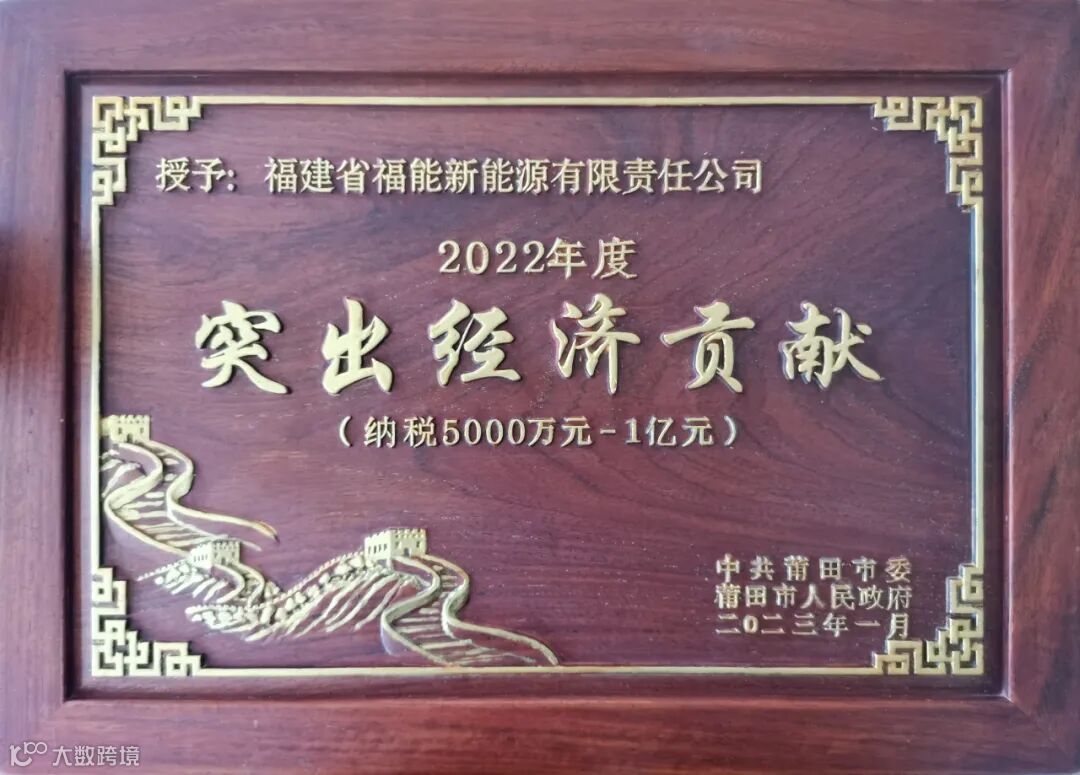 授予：福建省福能新能源有限责任公司
2022年度
突出经济贡献
（纳税5000万元-1亿元）
中共莆田市委
莆田市人民政府
二〇二三年一月
大数跨境